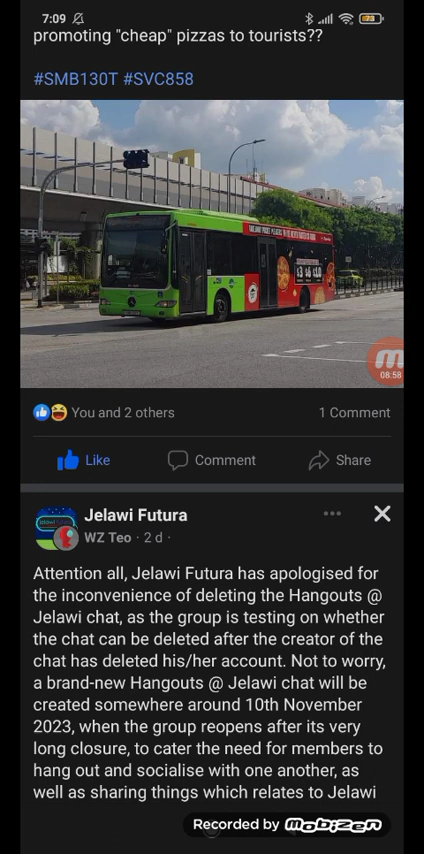 7:09
73
promoting "cheap" pizzas to tourists??
#SMB130T #SVC858
08:58
You and 2 others
1 Comment
Like
Comment
Share
Jelawi Futura
WZ Teo · 2 d ·
Attention all, Jelawi Futura has apologised for
the inconvenience of deleting the Hangouts @
Jelawi chat, as the group is testing on whether
the chat can be deleted after the creator of the
chat has deleted his/her account. Not to worry,
a brand-new Hangouts @ Jelawi chat will be
created somewhere around 10th November
2023, when the group reopens after its very
long closure, to cater the need for members to
hang out and socialise with one another, as
well as sharing things which relates to Jelawi
Recorded by Mobizen